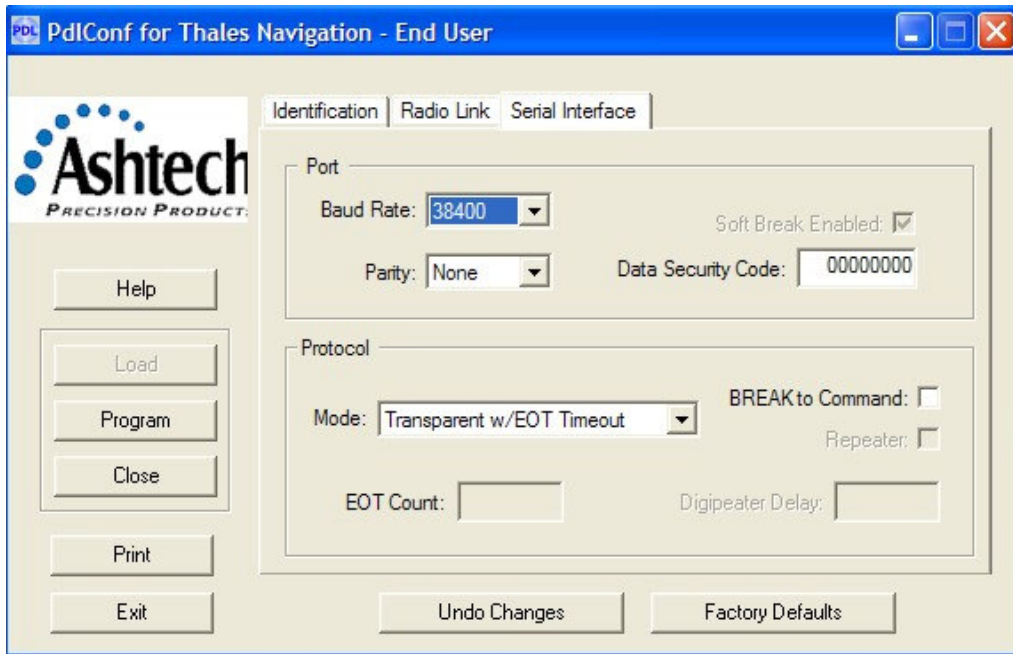 PDL PdlConf for Thales Navigation - End User
Ashtech
PRECISION PRODUCT
Identification Radio Link Serial Interface
Port
Baud Rate: 38400
Soft Break Enabled:
Parity: None
Data Security Code: 00000000
Help
Load
Program
Close
Print
Exit
Protocol
Mode: Transparent w/EOT Timeout
BREAK to Command:
Repeater:
EOT Count:
Digipeater Delay:
Undo Changes
Factory Defaults